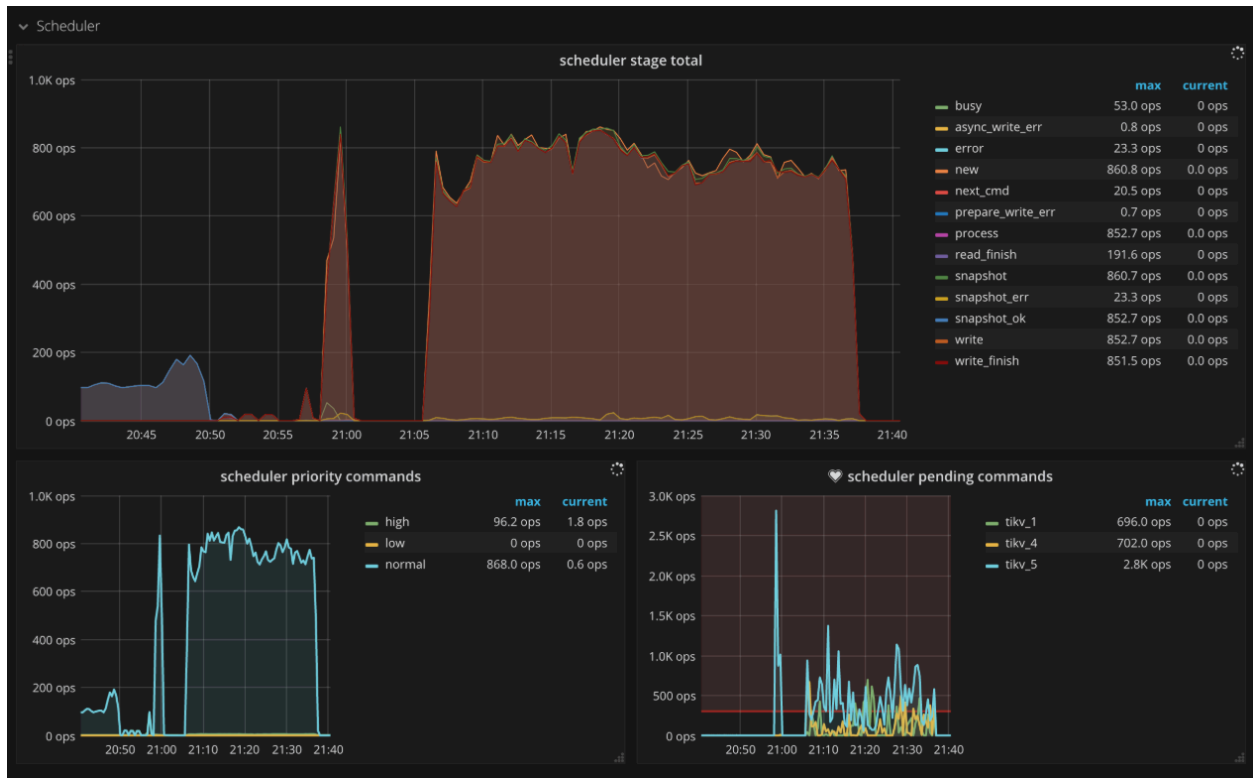 Scheduler
scheduler stage total
max current
1.0K ops
800 ops
600 ops
400 ops
200 ops
0 ops
20:45 20:50 20:55 21:00 21:05 21:10 21:15 21:20 21:25 21:30 21:35 21:40
busy 53.0 ops 0 ops
async_write_err 0.8 ops 0 ops
error 23.3 ops 0 ops
new 860.8 ops 0.0 ops
next_cmd 20.5 ops 0 ops
prepare_write_err 0.7 ops 0 ops
process 852.7 ops 0.0 ops
read_finish 191.6 ops 0 ops
snapshot 860.7 ops 0.0 ops
snapshot_err 23.3 ops 0 ops
snapshot_ok 852.7 ops 0.0 ops
write 852.7 ops 0.0 ops
write_finish 851.5 ops 0.0 ops
scheduler priority commands
1.0K ops
800 ops
600 ops
400 ops
200 ops
0 ops
20:50 21:00 21:10 21:20 21:30 21:40
max current
high 96.2 ops 1.8 ops
low 0 ops 0 ops
normal 868.0 ops 0.6 ops
scheduler pending commands
3.0K ops
2.5K ops
2.0K ops
1.5K ops
1.0K ops
500 ops
0 ops
20:50 21:00 21:10 21:20 21:30 21:40
max current
tikv_1 696.0 ops 0 ops
tikv_4 702.0 ops 0 ops
tikv_5 2.8K ops 0 ops